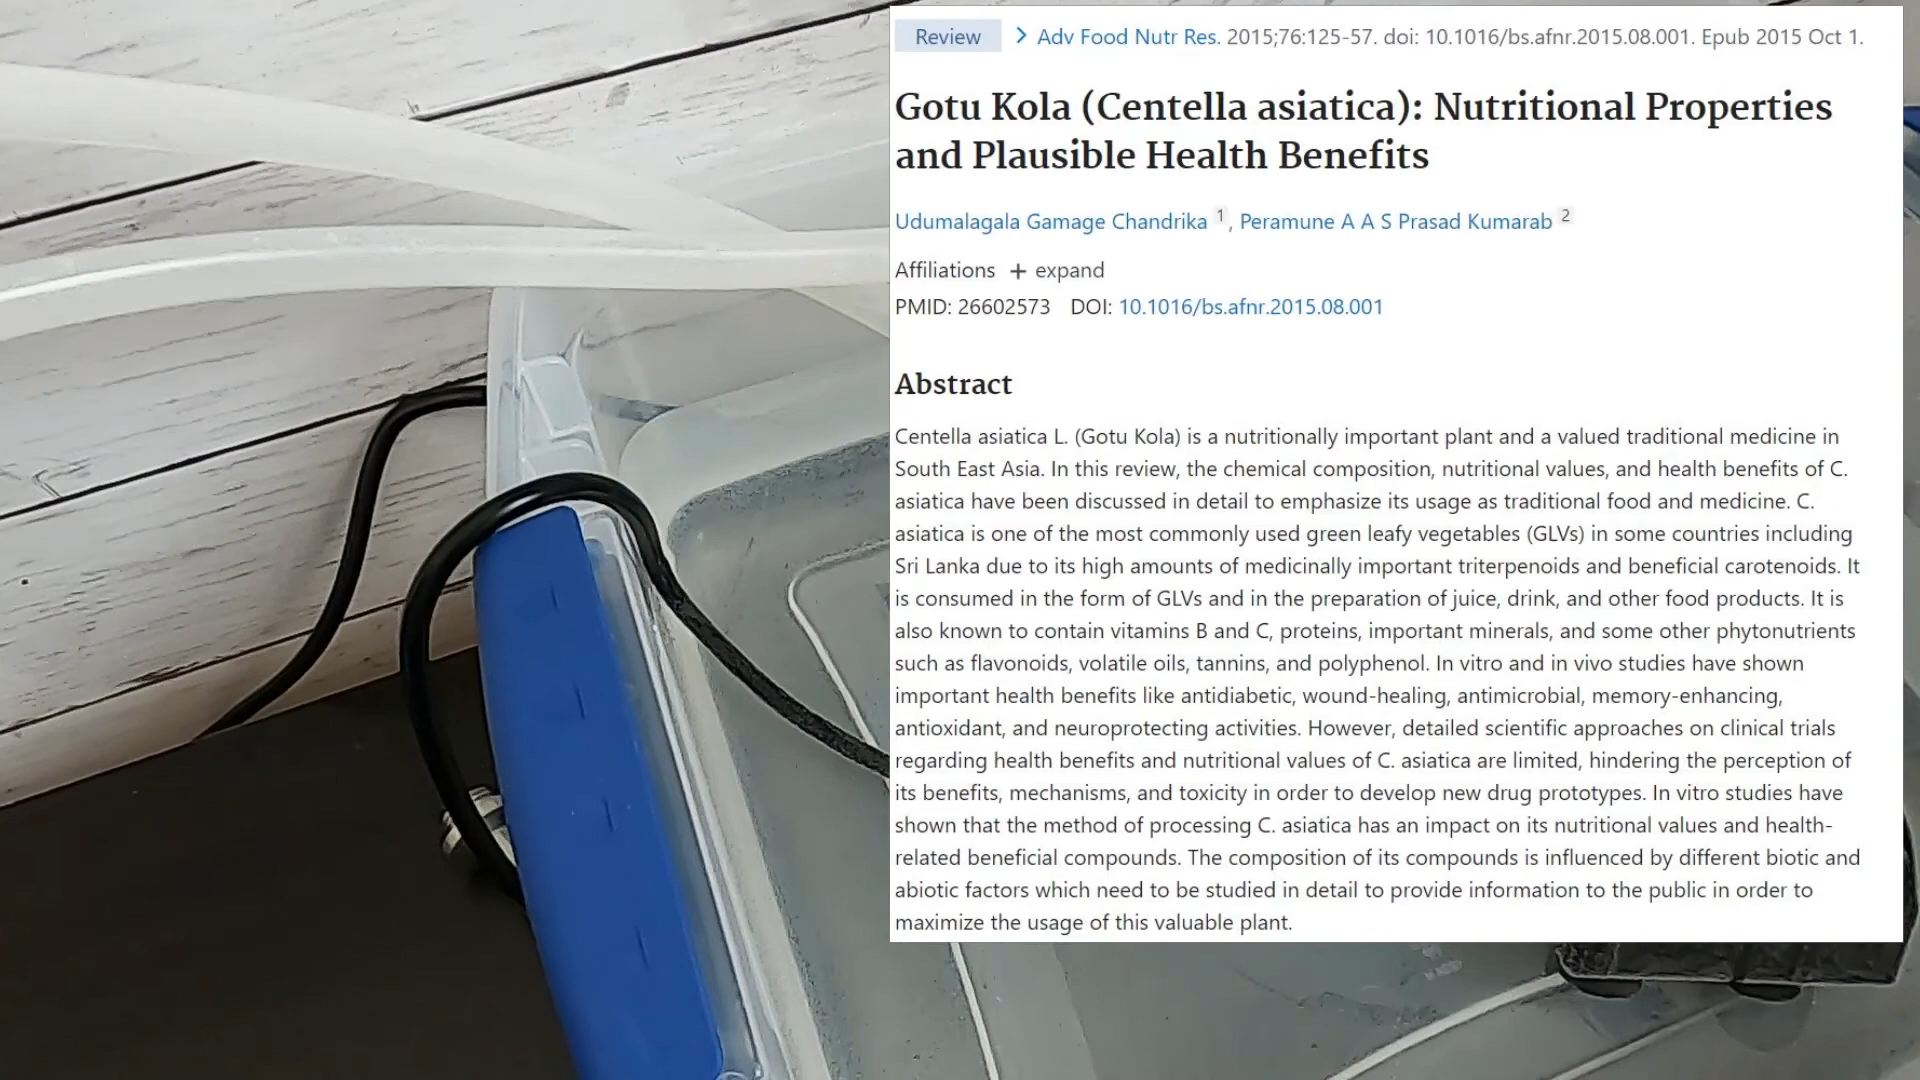 Review > Adv Food Nutr Res. 2015;76:125-57. doi: 10.1016/bs.afnr.2015.08.001. Epub 2015 Oct 1.
Gotu Kola (Centella asiatica): Nutritional Properties
and Plausible Health Benefits
Udumalagala Gamage Chandrika 1, Peramune A A S Prasad Kumarab 2
Affiliations + expand
PMID: 26602573 DOI: 10.1016/bs.afnr.2015.08.001
Abstract
Centella asiatica L. (Gotu Kola) is a nutritionally important plant and a valued traditional medicine in
South East Asia. In this review, the chemical composition, nutritional values, and health benefits of C.
asiatica have been discussed in detail to emphasize its usage as traditional food and medicine. C.
asiatica is one of the most commonly used green leafy vegetables (GLVs) in some countries including
Sri Lanka due to its high amounts of medicinally important triterpenoids and beneficial carotenoids. It
is consumed in the form of GLVs and in the preparation of juice, drink, and other food products. It is
also known to contain vitamins B and C, proteins, important minerals, and some other phytonutrients
such as flavonoids, volatile oils, tannins, and polyphenol. In vitro and in vivo studies have shown
important health benefits like antidiabetic, wound-healing, antimicrobial, memory-enhancing,
antioxidant, and neuroprotecting activities. However, detailed scientific approaches on clinical trials
regarding health benefits and nutritional values of C. asiatica are limited, hindering the perception of
its benefits, mechanisms, and toxicity in order to develop new drug prototypes. In vitro studies have
shown that the method of processing C. asiatica has an impact on its nutritional values and health-
related beneficial compounds. The composition of its compounds is influenced by different biotic and
abiotic factors which need to be studied in detail to provide information to the public in order to
maximize the usage of this valuable plant.